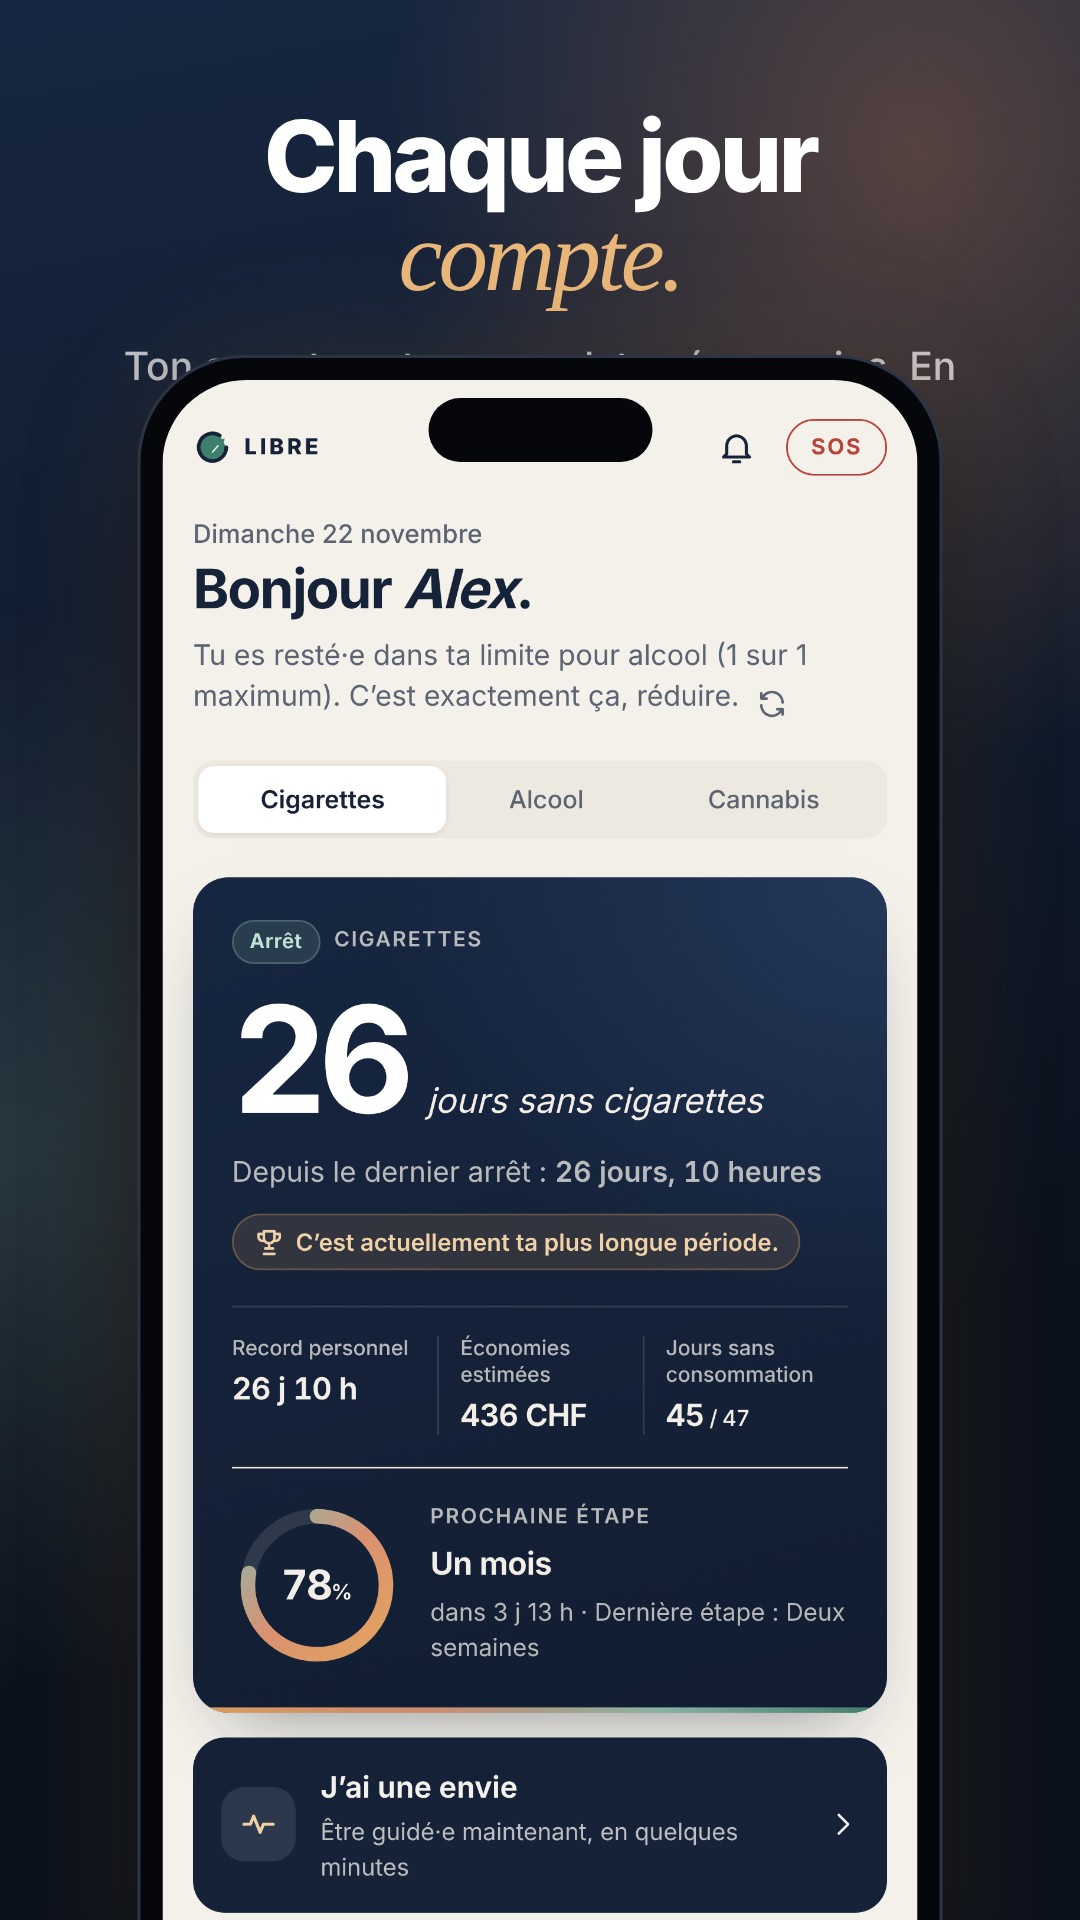 Chaque jour
compte.
Ton En
LIBRE
SOS
Dimanche 22 novembre
Bonjour Alex.
Tu es resté·e dans ta limite pour alcool (1 sur 1
maximum). C’est exactement ça, réduire.
Cigarettes
Alcool
Cannabis
Arrêt
CIGARETTES
26
jours sans cigarettes
Depuis le dernier arrêt : 26 jours, 10 heures
C’est actuellement ta plus longue période.
Record personnel
26 j 10 h
Économies
estimées
436 CHF
Jours sans
consommation
45 / 47
78%
PROCHAINE ÉTAPE
Un mois
dans 3 j 13 h · Dernière étape : Deux
semaines
J’ai une envie
Être guidé·e maintenant, en quelques
minutes